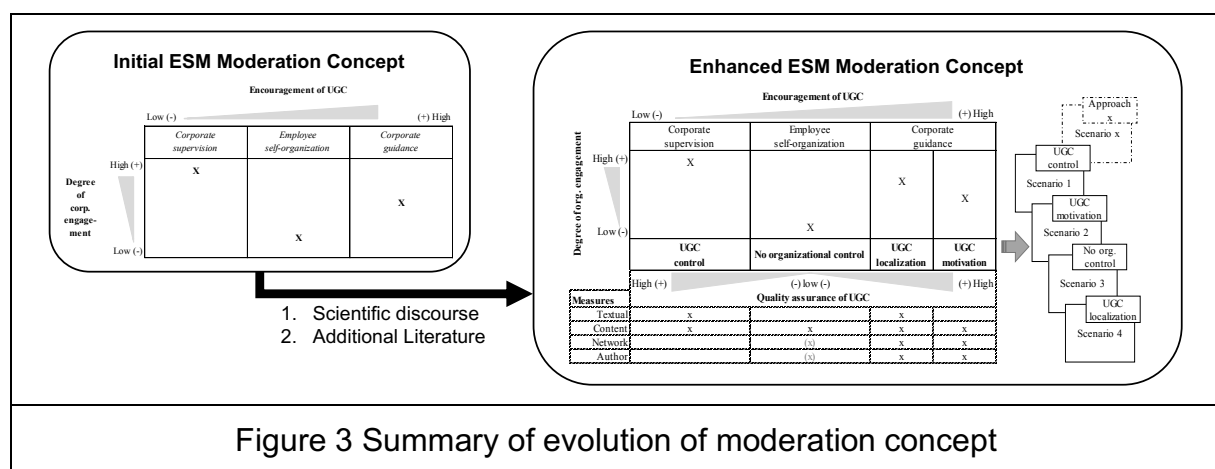 Initial ESM Moderation Concept
Encouragement of UGC
Low (-)
(+) High
Corporate supervision
Employee self-organization
Corporate guidance
High (+)
X
Degree
of
corp.
engage-
ment
X
X
Low (-)
1. Scientific discourse
2. Additional Literature
Enhanced ESM Moderation Concept
Encouragement of UGC
Low (-)
(+) High
Corporate supervision
Employee self-organization
Corporate guidance
Degree of org. engagement
High (+)
X
X
X
X
Low (-)
UGC control
No organizational control
UGC localization
UGC motivation
High (+)
(-) low (-)
(+) High
Measures
Quality assurance of UGC
Textual x x
Content x x x x
Network (x) x x
Author (x) x x
Approach
x
Scenario x
UGC
control
Scenario 1
UGC
motivation
Scenario 2
No org.
control
Scenario 3
UGC
localization
Scenario 4
Figure 3 Summary of evolution of moderation concept